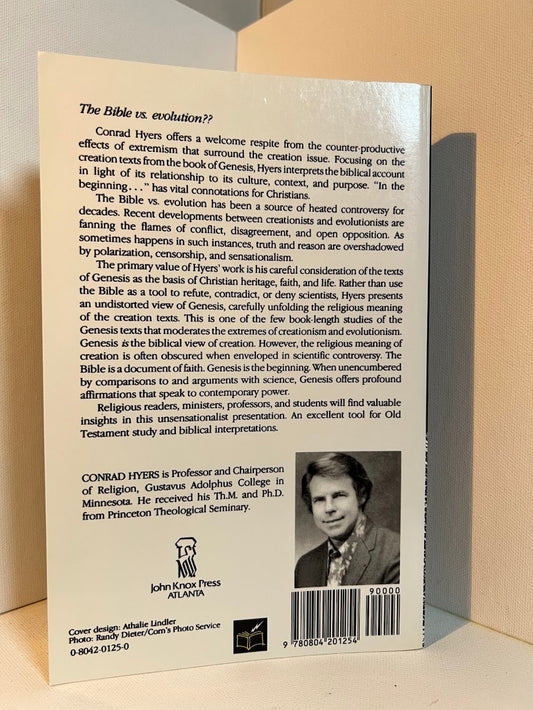 The Bible vs. evolution??
Conrad Hyers offers a welcome respite from the counter-productive
effects of extremism that surround the creation issue. Focusing on the
creation texts from the book of Genesis, Hyers interprets the biblical account
in light of its relationship to its culture, context, and purpose. "In the
beginning..." has vital connotations for Christians.
The Bible vs. evolution has been a source of heated controversy for
decades. Recent developments between creationists and evolutionists are
fanning the flames of conflict, disagreement, and open opposition. As
sometimes happens in such instances, truth and reason are overshadowed
by polarization, censorship, and sensationalism.
The primary value of Hyers' work is his careful consideration of the texts
of Genesis as the basis of Christian heritage, faith, and life. Rather than use
the Bible as a tool to refute, contradict, or deny scientists, Hyers presents
an undistorted view of Genesis, carefully unfolding the religious meaning
of the creation texts. This is one of the few book-length studies of the
Genesis texts that moderates the extremes of creationism and evolutionism.
Genesis is the biblical view of creation. However, the religious meaning of
creation is often obscured when enveloped in scientific controversy. The
Bible is a document of faith. Genesis is the beginning. When unencumbered
by comparisons to and arguments with science, Genesis offers profound
affirmations that speak to contemporary power.
Religious readers, ministers, professors, and students will find valuable
insights in this unsensationalist presentation. An excellent tool for Old
Testament study and biblical interpretations.
CONRAD HYERS is Professor and Chairperson
of Religion, Gustavus Adolphus College in
Minnesota. He received his Th.M. and Ph.D.
from Princeton Theological Seminary.
John Knox Press
ATLANTA
Cover design: Athalie Lindler
Photo: Randy Dieter/Com's Photo Service
0-8042-0125-0
90000
9 780804 201254